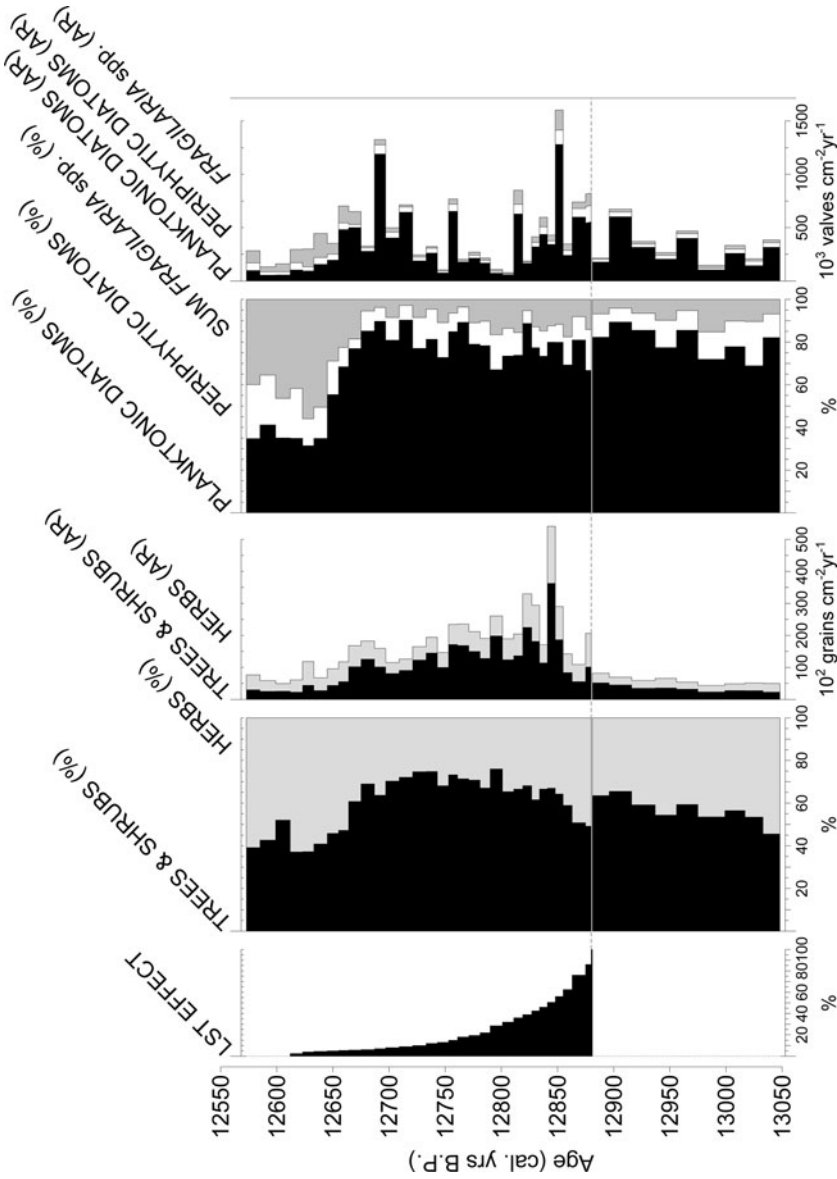 LST EFFECT
TREES & SHRUBS (%)
HERBS (%)
TREES & SHRUBS (AR)
HERBS (AR)
PLANKTONIC DIATOMS (%)
PERIPHYTIC DIATOMS (%)
SUM FRAGILARIA spp. (%)
PLANKTONIC DIATOMS (AR)
PERIPHYTIC DIATOMS (AR)
FRAGILARIA spp. (AR)
12550
12600
12650
12700
12750
12800
12850
12900
12950
13000
13050
Age (cal. yrs B.P.)
20 40 60 80 100
%
20 40 60 80 100
%
100 200 300 400 500
10² grains cm⁻²yr⁻¹
20 40 60 80 100
%
500 1000 1500
10³ valves cm⁻²yr⁻¹